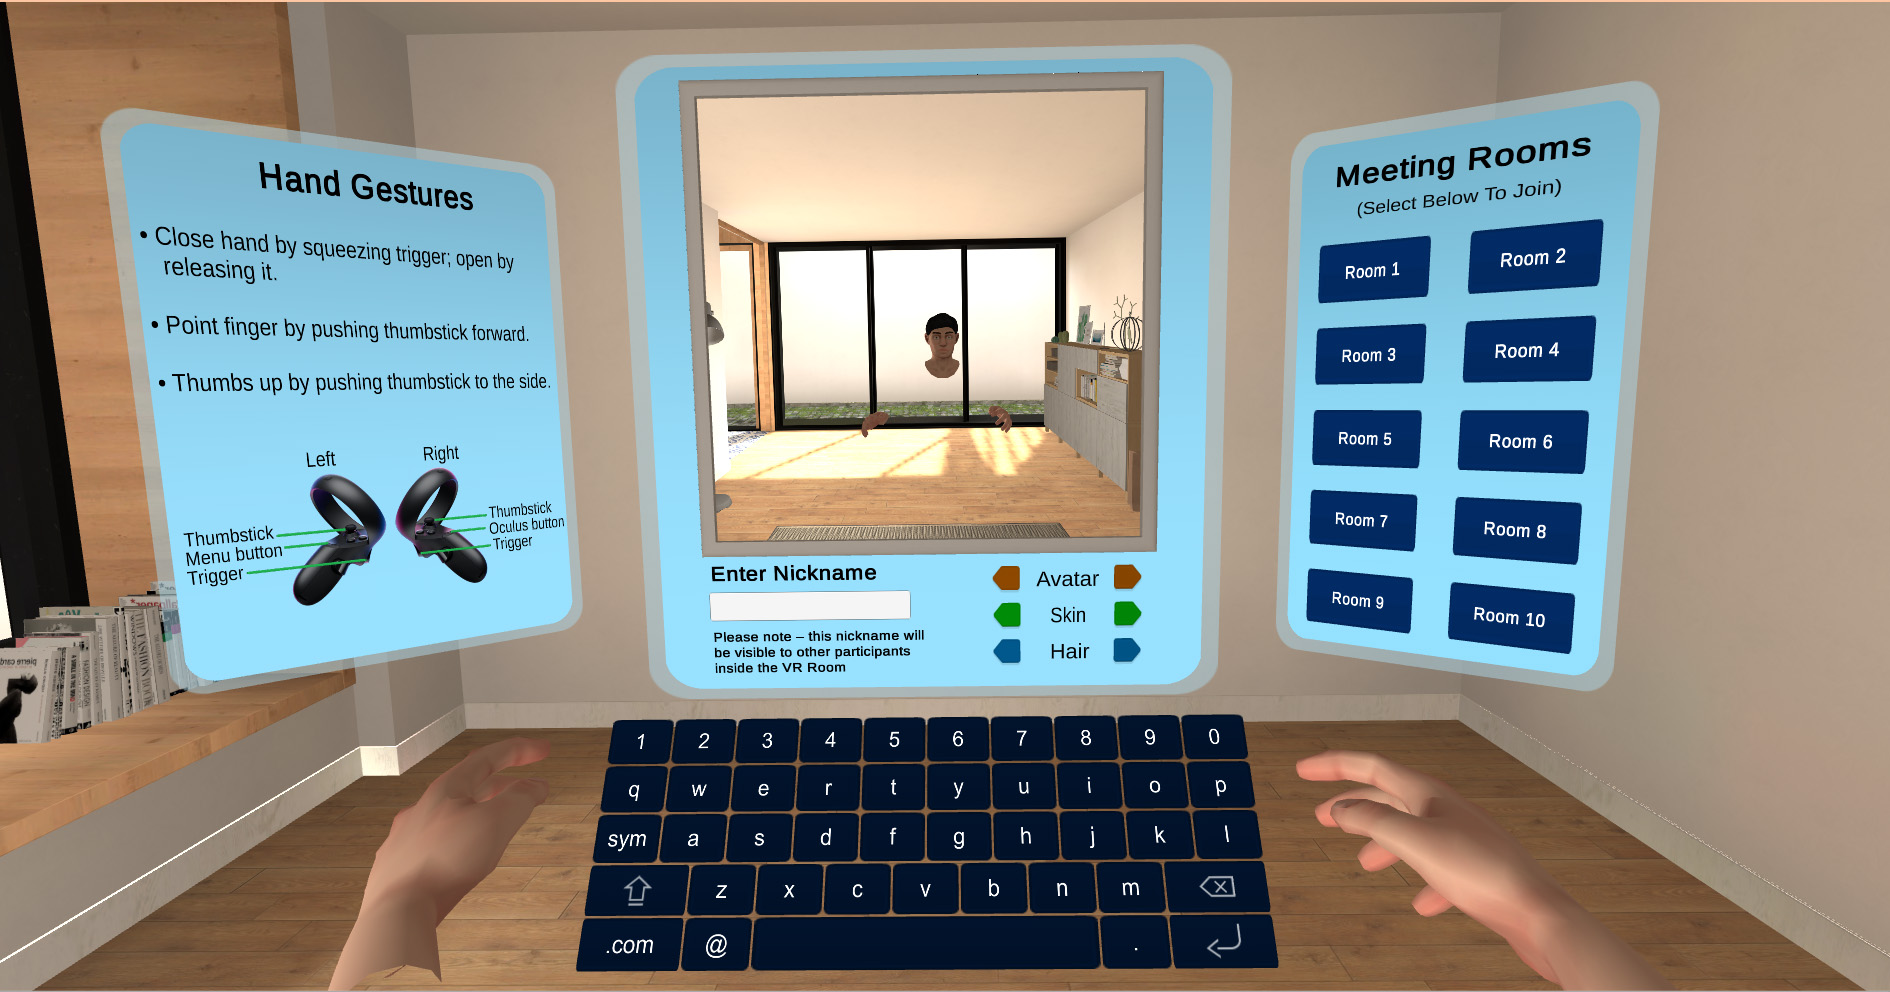 Hand Gestures
• Close hand by squeezing trigger; open by
releasing it.
• Point finger by pushing thumbstick forward.
• Thumbs up by pushing thumbstick to the side.
Left
Right
Thumbstick
Menu button
Trigger
Thumbstick
Oculus button
Trigger
Enter Nickname
Please note – this nickname will
be visible to other participants
inside the VR Room
Avatar
Skin
Hair
Meeting Rooms
(Select Below To Join)
Room 1
Room 2
Room 3
Room 4
Room 5
Room 6
Room 7
Room 8
Room 9
Room 10
1 2 3 4 5 6 7 8 9 0
q w e r t y u i o p
sym a s d f g h j k l
z x c v b n m
.com @ .